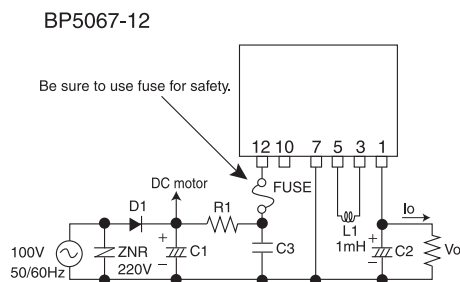 BP5067-12
Be sure to use fuse for safety.
12 10 7 5 3 1
DC motor
FUSE
D1
R1
Io
L1
1mH
+
+
100V
50/60Hz
ZNR
220V
C1
C3
C2
Vo
−
−